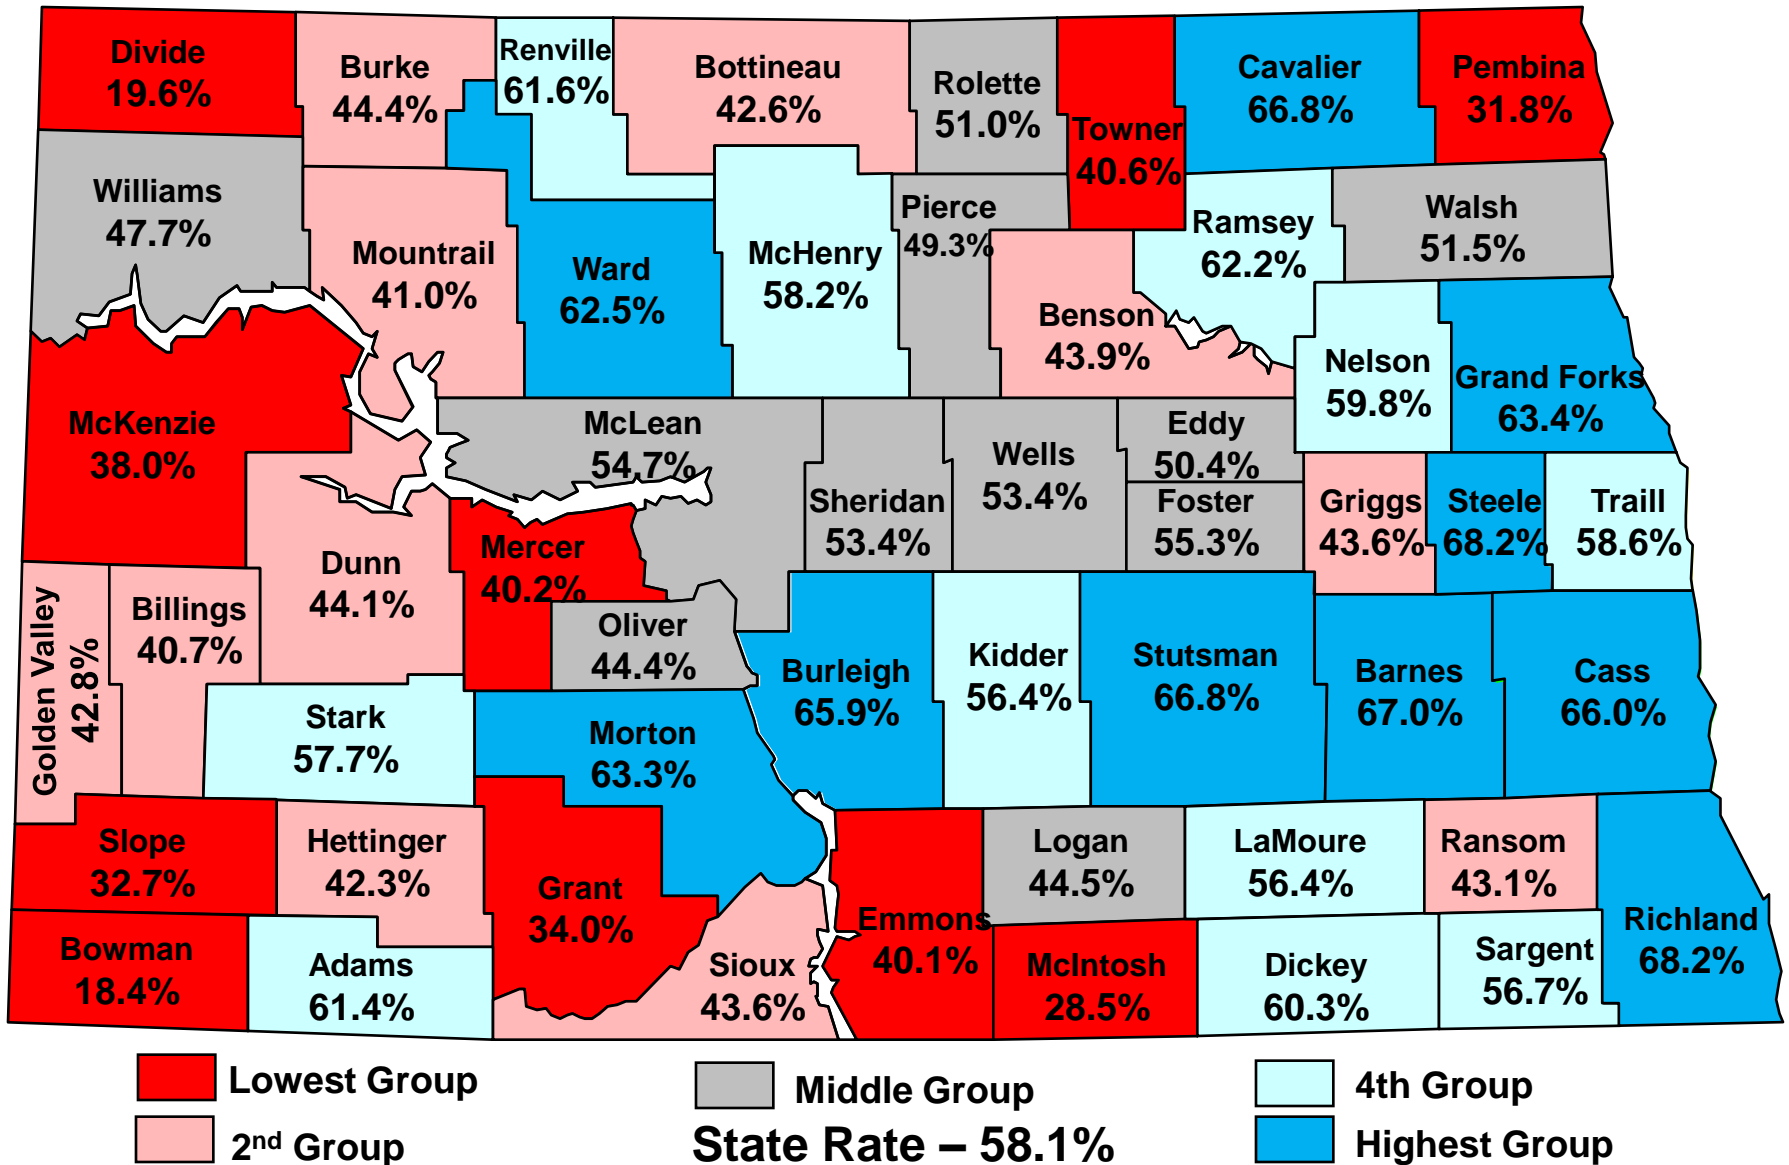 Divide
19.6%
Burke
44.4%
Renville
61.6%
Bottineau
42.6%
Rolette
51.0%
Towner
40.6%
Cavalier
66.8%
Pembina
31.8%
Williams
47.7%
Mountrail
41.0%
Ward
62.5%
McHenry
58.2%
Pierce
49.3%
Benson
43.9%
Ramsey
62.2%
Walsh
51.5%
Nelson
59.8%
Grand Forks
63.4%
McKenzie
38.0%
McLean
54.7%
Sheridan
53.4%
Wells
53.4%
Eddy
50.4%
Foster
55.3%
Griggs
43.6%
Steele
68.2%
Traill
58.6%
Dunn
44.1%
Mercer
40.2%
Oliver
44.4%
Golden Valley
42.8%
Billings
40.7%
Stark
57.7%
Morton
63.3%
Burleigh
65.9%
Kidder
56.4%
Stutsman
66.8%
Barnes
67.0%
Cass
66.0%
Slope
32.7%
Hettinger
42.3%
Grant
34.0%
Emmons
40.1%
Logan
44.5%
LaMoure
56.4%
Ransom
43.1%
Richland
68.2%
Bowman
18.4%
Adams
61.4%
Sioux
43.6%
McIntosh
28.5%
Dickey
60.3%
Sargent
56.7%
Lowest Group
Middle Group
4th Group
2nd Group
State Rate – 58.1%
Highest Group